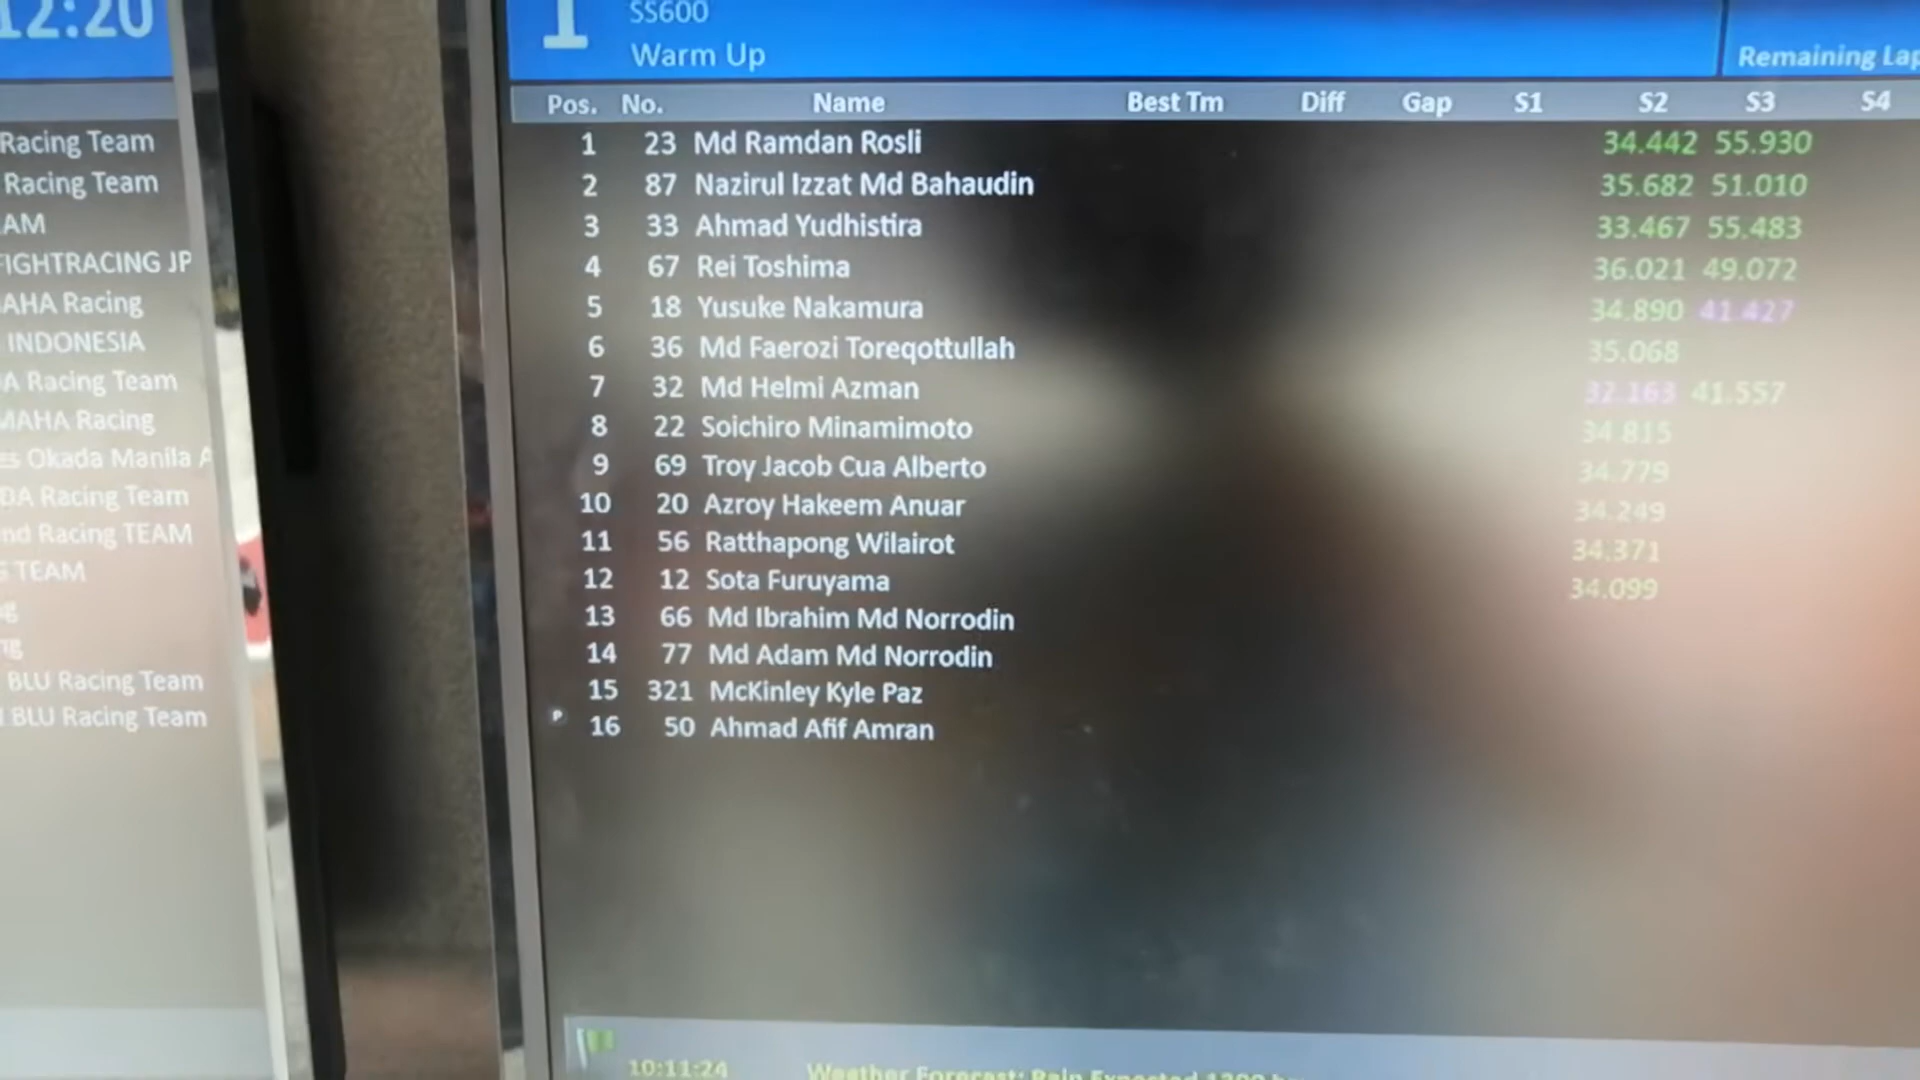 12:20
Racing Team
Racing Team
AM
FIGHTRACING JP
AHA Racing
INDONESIA
A Racing Team
MAHA Racing
es Okada Manila A
DA Racing Team
nd Racing TEAM
TEAM
g
ng
BLU Racing Team
BLU Racing Team
1
SS600
Warm Up
Remaining Lap
Pos. No. Name Best Tm Diff Gap S1 S2 S3 S4
1 23 Md Ramdan Rosli 34.442 55.930
2 87 Nazirul Izzat Md Bahaudin 35.682 51.010
3 33 Ahmad Yudhistira 33.467 55.483
4 67 Rei Toshima 36.021 49.072
5 18 Yusuke Nakamura 34.890 41.427
6 36 Md Faerozi Toreqottullah 35.068
7 32 Md Helmi Azman 32.163 41.557
8 22 Soichiro Minamimoto 34.815
9 69 Troy Jacob Cua Alberto 34.779
10 20 Azroy Hakeem Anuar 34.249
11 56 Ratthapong Wilairot 34.371
12 12 Sota Furuyama 34.099
13 66 Md Ibrahim Md Norrodin
14 77 Md Adam Md Norrodin
15 321 McKinley Kyle Paz
P 16 50 Ahmad Afif Amran
10:11:24 Weather Forecast: Rain Expected 1300